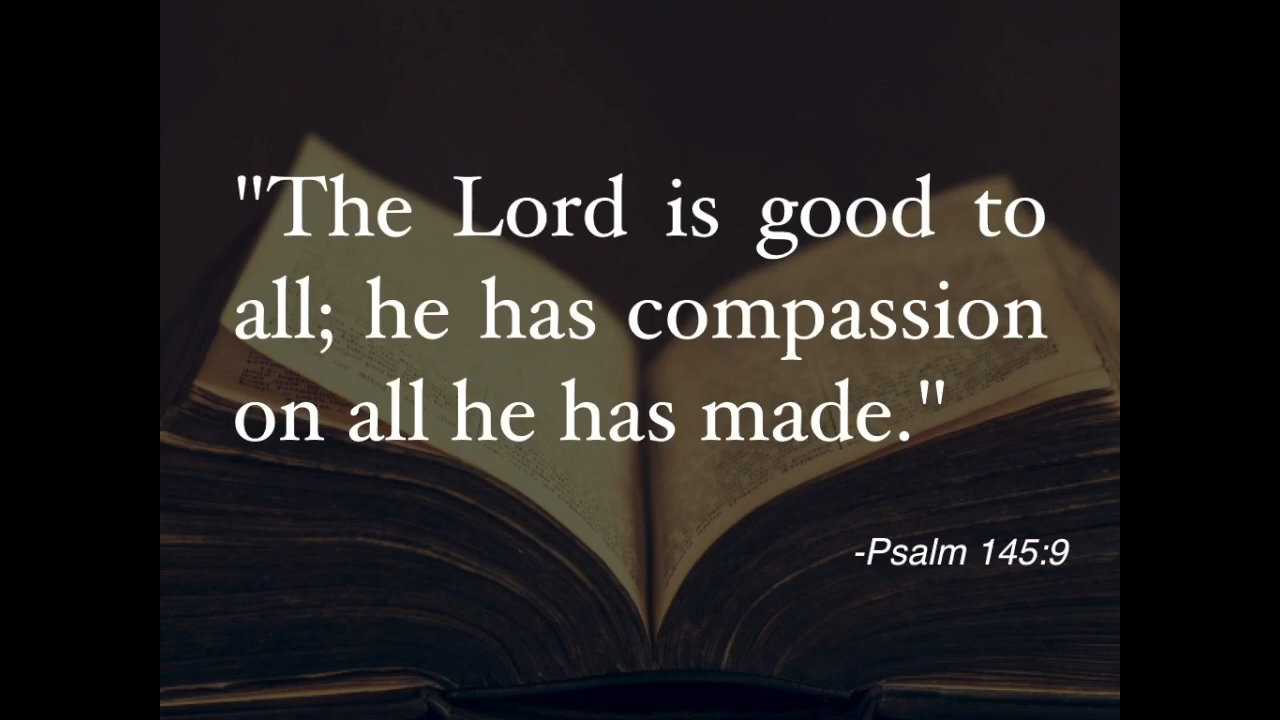 "The Lord is good to
all; he has compassion
on all he has made."
-Psalm 145:9